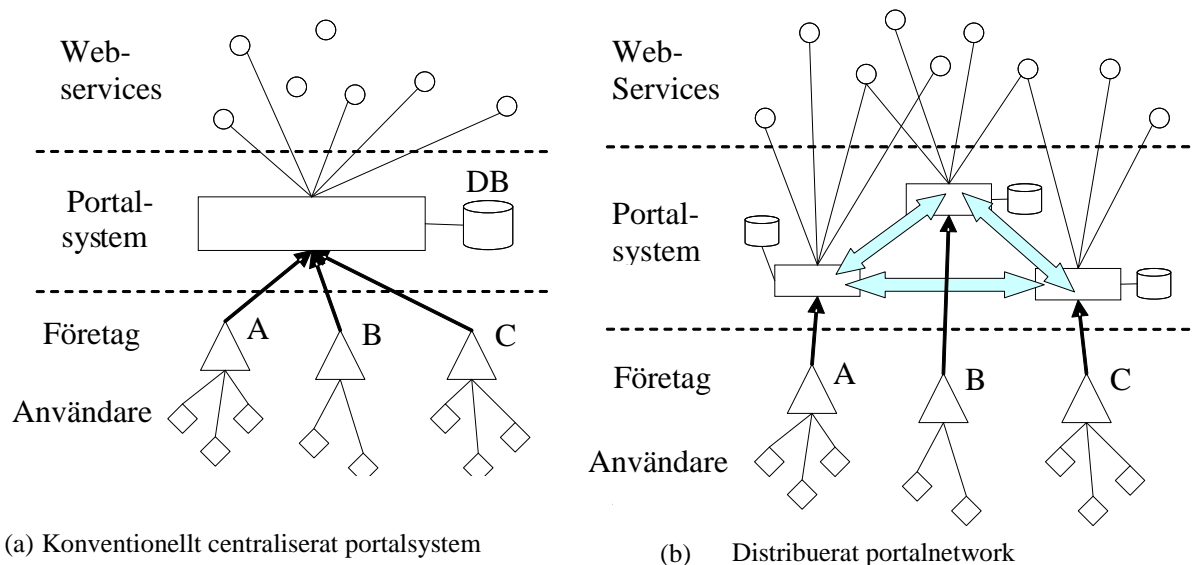 Web-
services
DB
Portal-
system
Företag
A
B
C
Användare
(a) Konventionellt centraliserat portalsystem
Web-
Services
Portal-
system
Företag
A
B
C
Användare
(b) Distribuerat portalnetwork